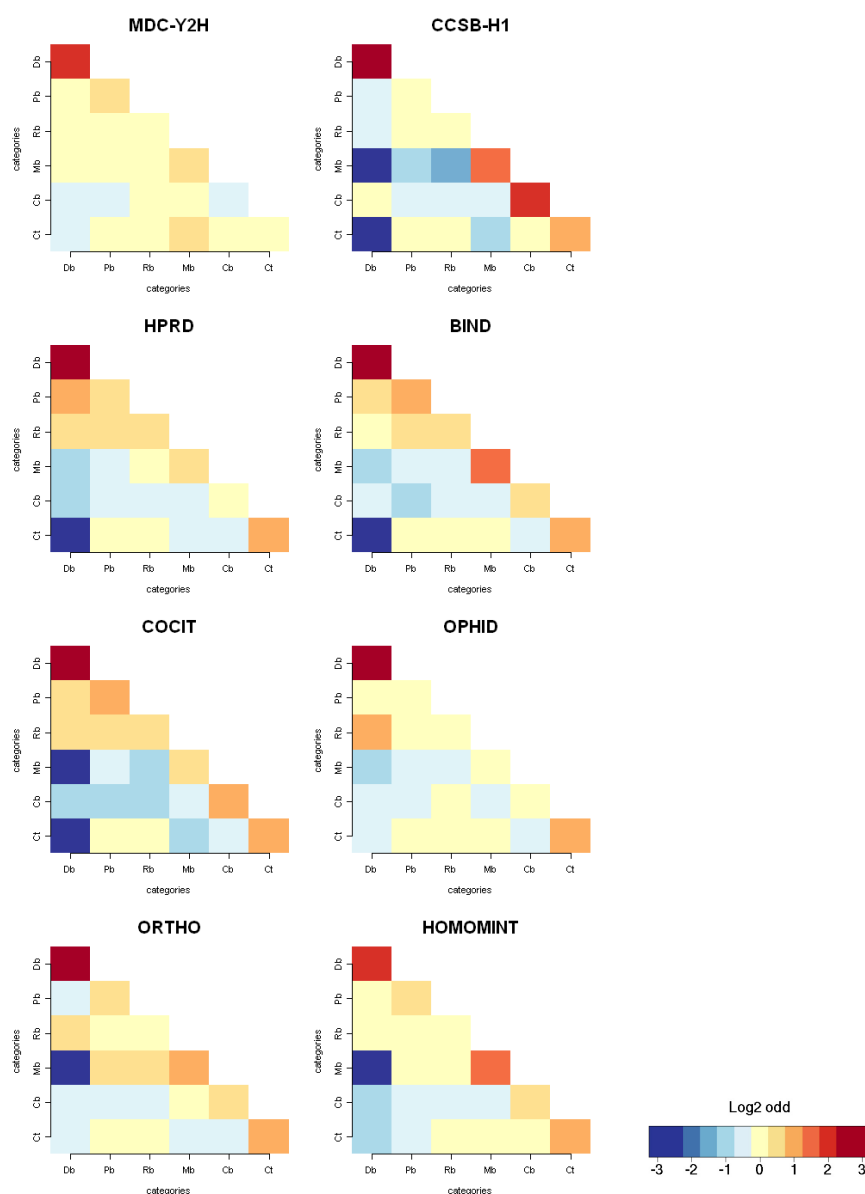 MDC-Y2H
CCSB-H1
categories
Db
Pb
Rb
Mb
Cb
Ct
Db Pb Rb Mb Cb Ct
categories
categories
Db
Pb
Rb
Mb
Cb
Ct
Db Pb Rb Mb Cb Ct
categories
HPRD
BIND
categories
Db
Pb
Rb
Mb
Cb
Ct
Db Pb Rb Mb Cb Ct
categories
categories
Db
Pb
Rb
Mb
Cb
Ct
Db Pb Rb Mb Cb Ct
categories
COCIT
OPHID
categories
Db
Pb
Rb
Mb
Cb
Ct
Db Pb Rb Mb Cb Ct
categories
categories
Db
Pb
Rb
Mb
Cb
Ct
Db Pb Rb Mb Cb Ct
categories
ORTHO
HOMOMINT
categories
Db
Pb
Rb
Mb
Cb
Ct
Db Pb Rb Mb Cb Ct
categories
categories
Db
Pb
Rb
Mb
Cb
Ct
Db Pb Rb Mb Cb Ct
categories
Log2 odd
-3 -2 -1 0 1 2 3